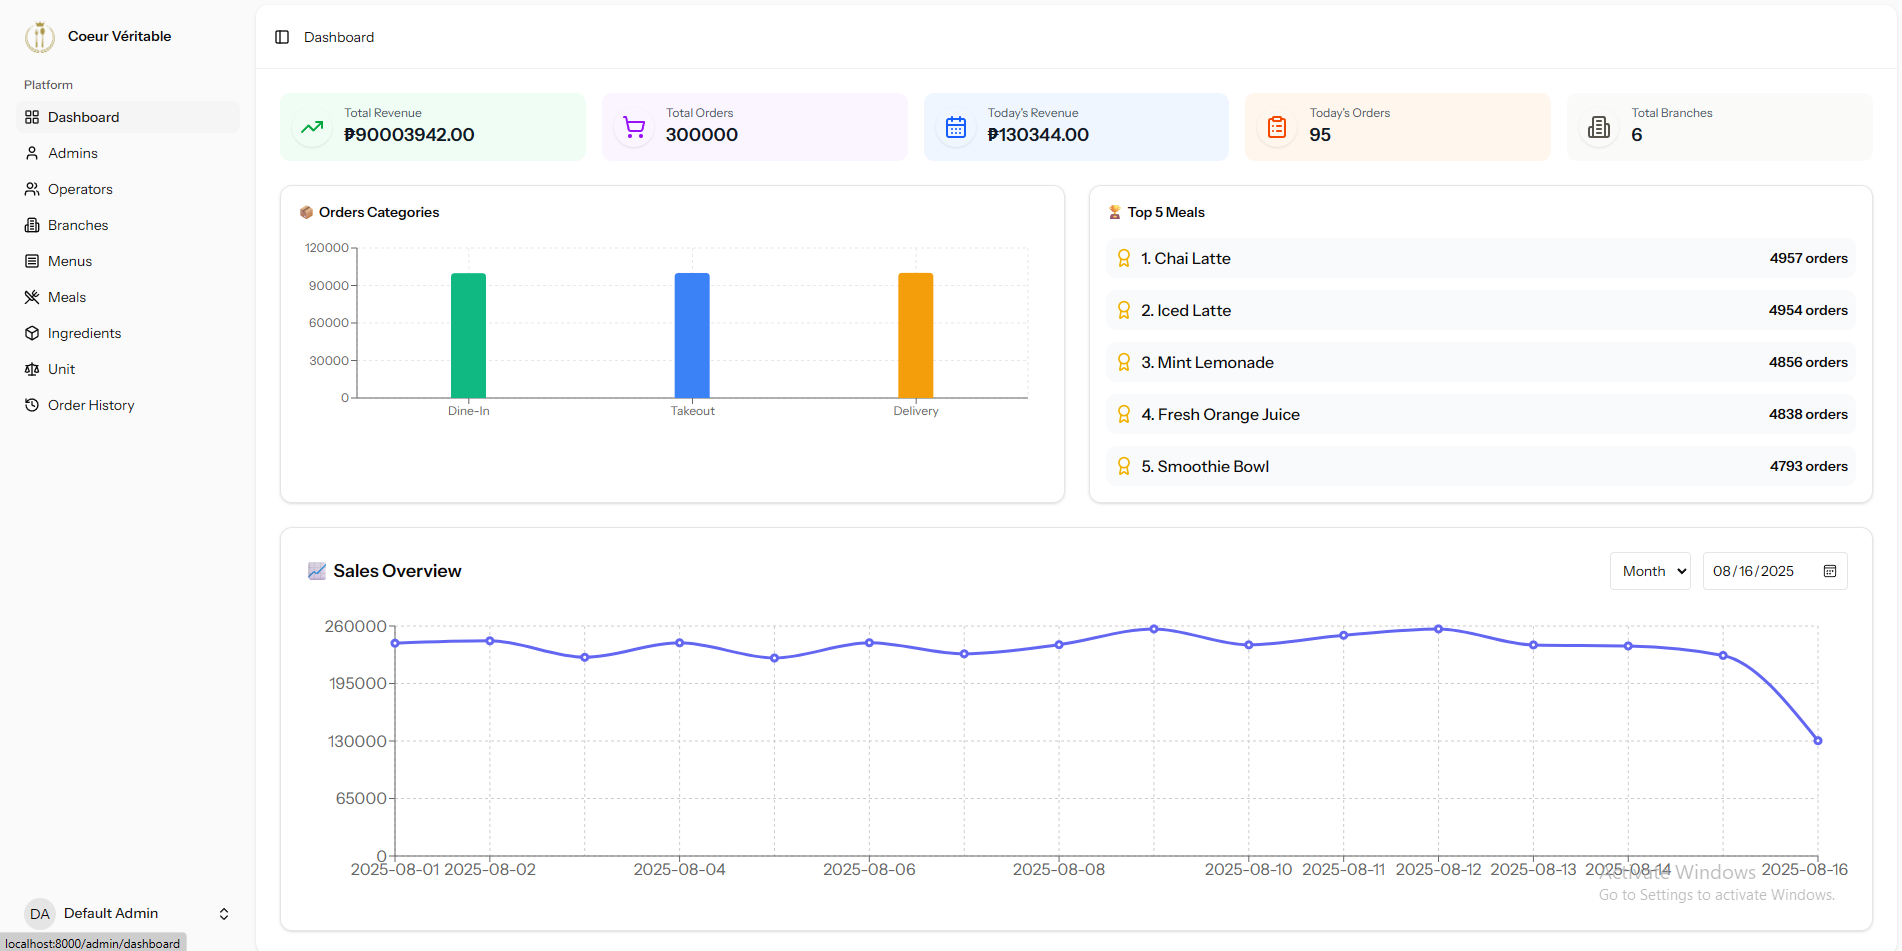 Coeur Véritable
Platform
Dashboard
Admins
Operators
Branches
Menus
Meals
Ingredients
Unit
Order History
DA Default Admin
localhost:8000/admin/dashboard
Dashboard
Total Revenue
₱90003942.00
Total Orders
300000
Today's Revenue
₱130344.00
Today's Orders
95
Total Branches
6
Orders Categories
120000
90000
60000
30000
0
Dine-In Takeout Delivery
Top 5 Meals
1. Chai Latte 4957 orders
2. Iced Latte 4954 orders
3. Mint Lemonade 4856 orders
4. Fresh Orange Juice 4838 orders
5. Smoothie Bowl 4793 orders
Sales Overview
Month 08/16/2025
260000
195000
130000
65000
0
2025-08-01 2025-08-02 2025-08-04 2025-08-06 2025-08-08 2025-08-10 2025-08-11 2025-08-12 2025-08-13 2025-08-14 2025-08-16
Activate Windows
Go to Settings to activate Windows.